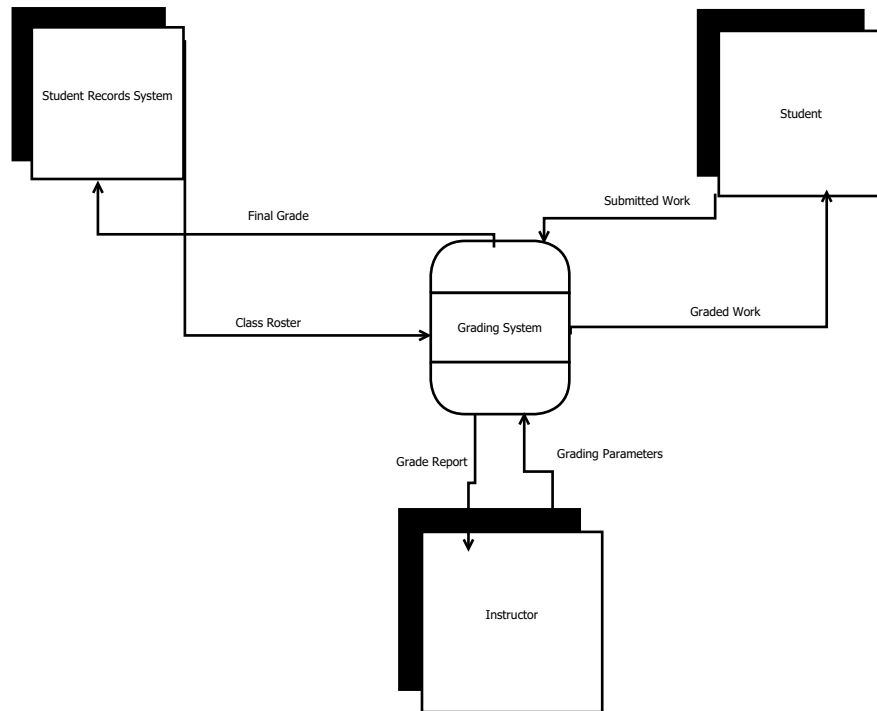 Student Records System
Student
Final Grade
Submitted Work
Class Roster
Grading System
Graded Work
Grade Report
Grading Parameters
Instructor